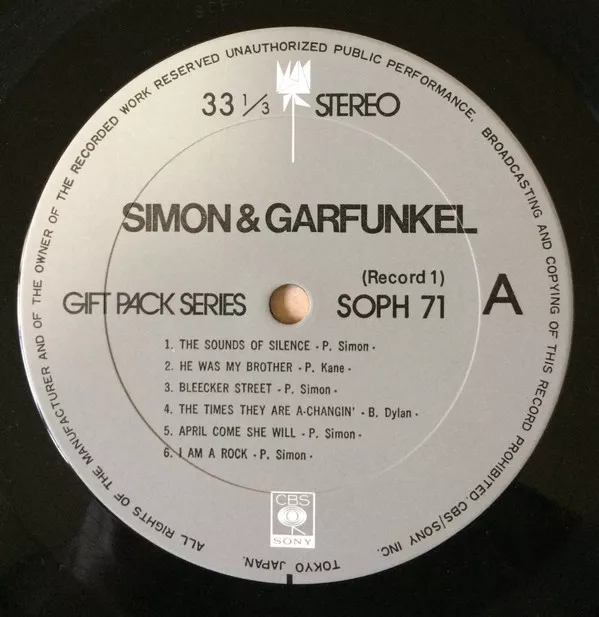 ALL RIGHTS OF THE MANUFACTURER AND OF THE OWNER OF THE RECORDED WORK RESERVED UNAUTHORIZED PUBLIC PERFORMANCE, BROADCASTING AND COPYING OF THIS RECORD PROHIBITED. CBS/SONY INC. TOKYO JAPAN.
33 1/3 STEREO
SIMON & GARFUNKEL
(Record 1)
GIFT PACK SERIES SOPH 71 A
1. THE SOUNDS OF SILENCE - P. Simon -
2. HE WAS MY BROTHER - P. Kane -
3. BLEECKER STREET - P. Simon -
4. THE TIMES THEY ARE A-CHANGIN' - B. Dylan -
5. APRIL COME SHE WILL - P. Simon -
6. I AM A ROCK - P. Simon -
CBS
SONY